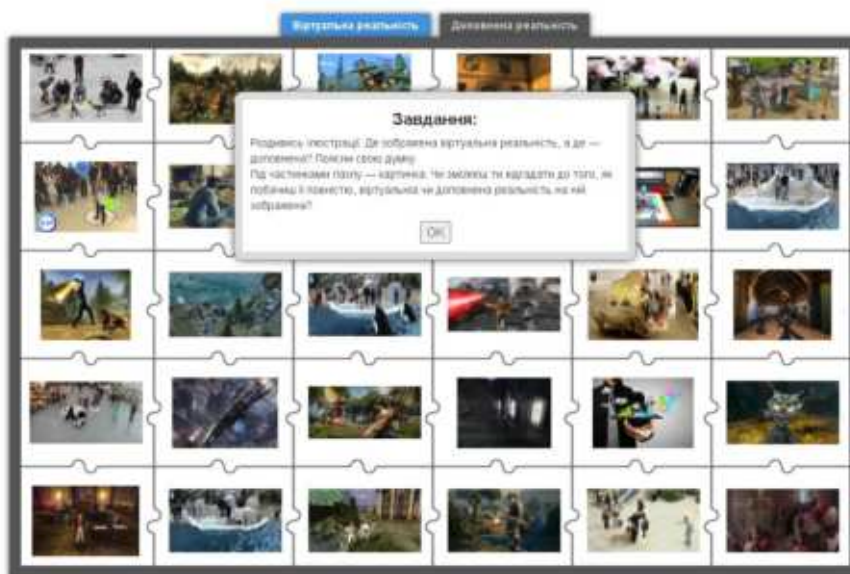 Віртуальна реальність
Доповнена реальність
Завдання:
Роздивись ілюстрації. Де зображена віртуальна реальність, а де —
доповнена? Поясни свою думку.
Під частинками пазлу — картинка. Чи зможеш ти відгадати до того, як
побачиш її повністю, віртуальна чи доповнена реальність на ній
зображена?
OK